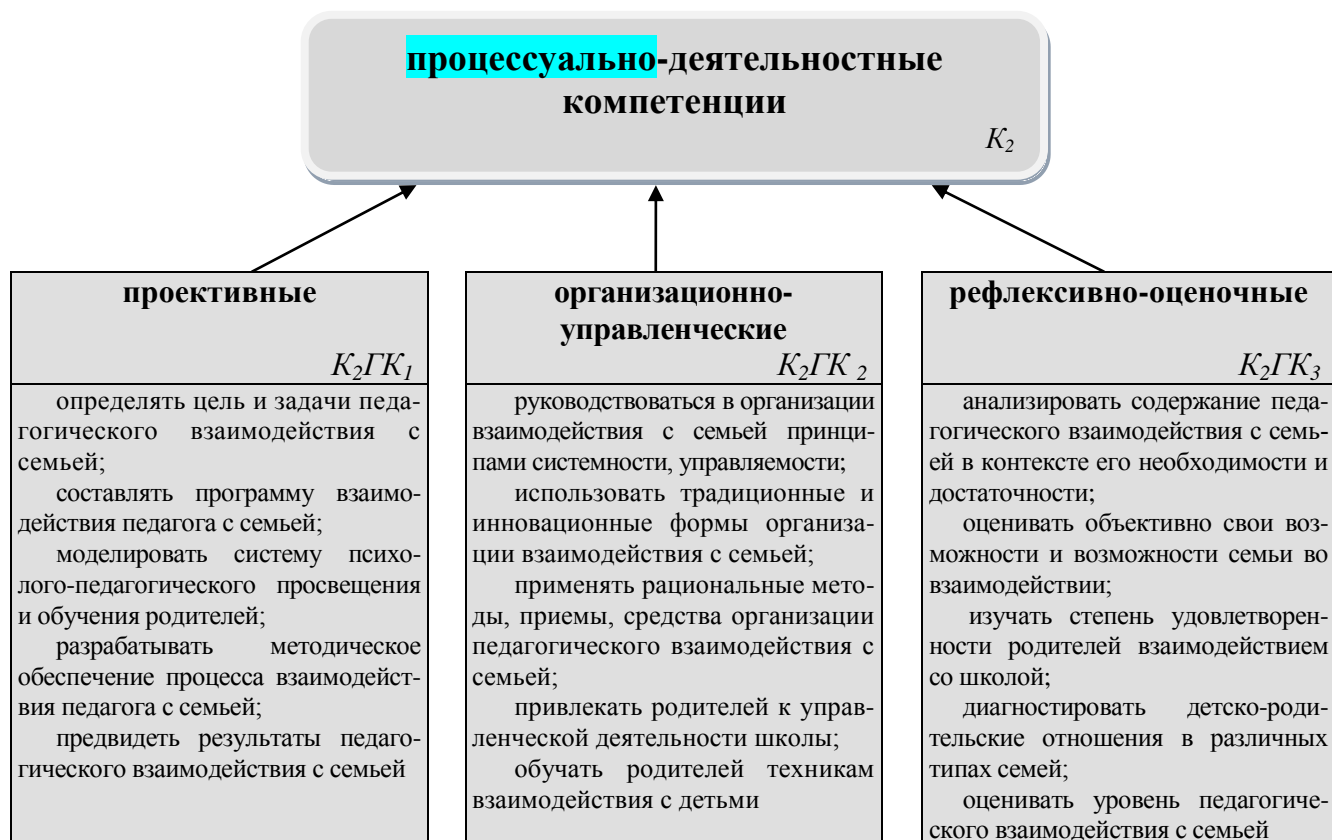 процессуально-деятельностные
компетенции
К₂
проективные
К₂ГК₁
определять цель и задачи педа-
гогического взаимодействия с
семьей;
составлять программу взаимо-
действия педагога с семьей;
моделировать систему психо-
лого-педагогического просвещения
и обучения родителей;
разрабатывать методическое
обеспечение процесса взаимодейст-
вия педагога с семьей;
предвидеть результаты педаго-
гического взаимодействия с семьей
организационно-
управленческие
К₂ГК ₂
руководствоваться в организации
взаимодействия с семьей принци-
пами системности, управляемости;
использовать традиционные и
инновационные формы организа-
ции взаимодействия с семьей;
применять рациональные мето-
ды, приемы, средства организации
педагогического взаимодействия с
семьей;
привлекать родителей к управ-
ленческой деятельности школы;
обучать родителей техникам
взаимодействия с детьми
рефлексивно-оценочные
К₂ГК₃
анализировать содержание педа-
гогического взаимодействия с семь-
ей в контексте его необходимости и
достаточности;
оценивать объективно свои воз-
можности и возможности семьи во
взаимодействии;
изучать степень удовлетворен-
ности родителей взаимодействием
со школой;
диагностировать детско-роди-
тельские отношения в различных
типах семей;
оценивать уровень педагогиче-
ского взаимодействия с семьей